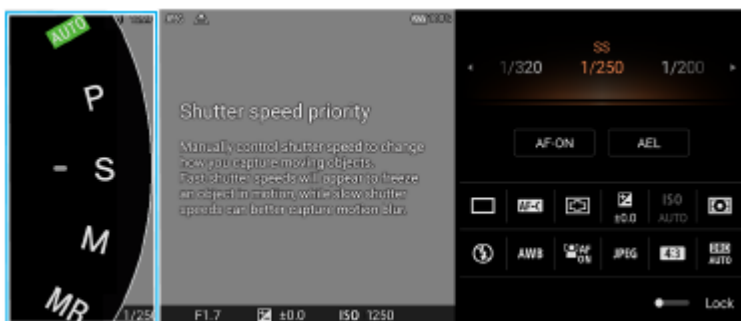 AUTO
P
- S
M
MR
1/25
Shutter speed priority
Manually control shutter speed to change
how you capture moving objects.
Fast shutter speeds will appear to freeze
an object in motion, while slow shutter
speeds can better capture motion blur.
F1.7 ±0.0 ISO 1250
SS
1/320 1/250 1/200
AF-ON AEL
AF-C ±0.0 ISO AUTO
AWB AF ON JPEG 4:3 AUTO
Lock